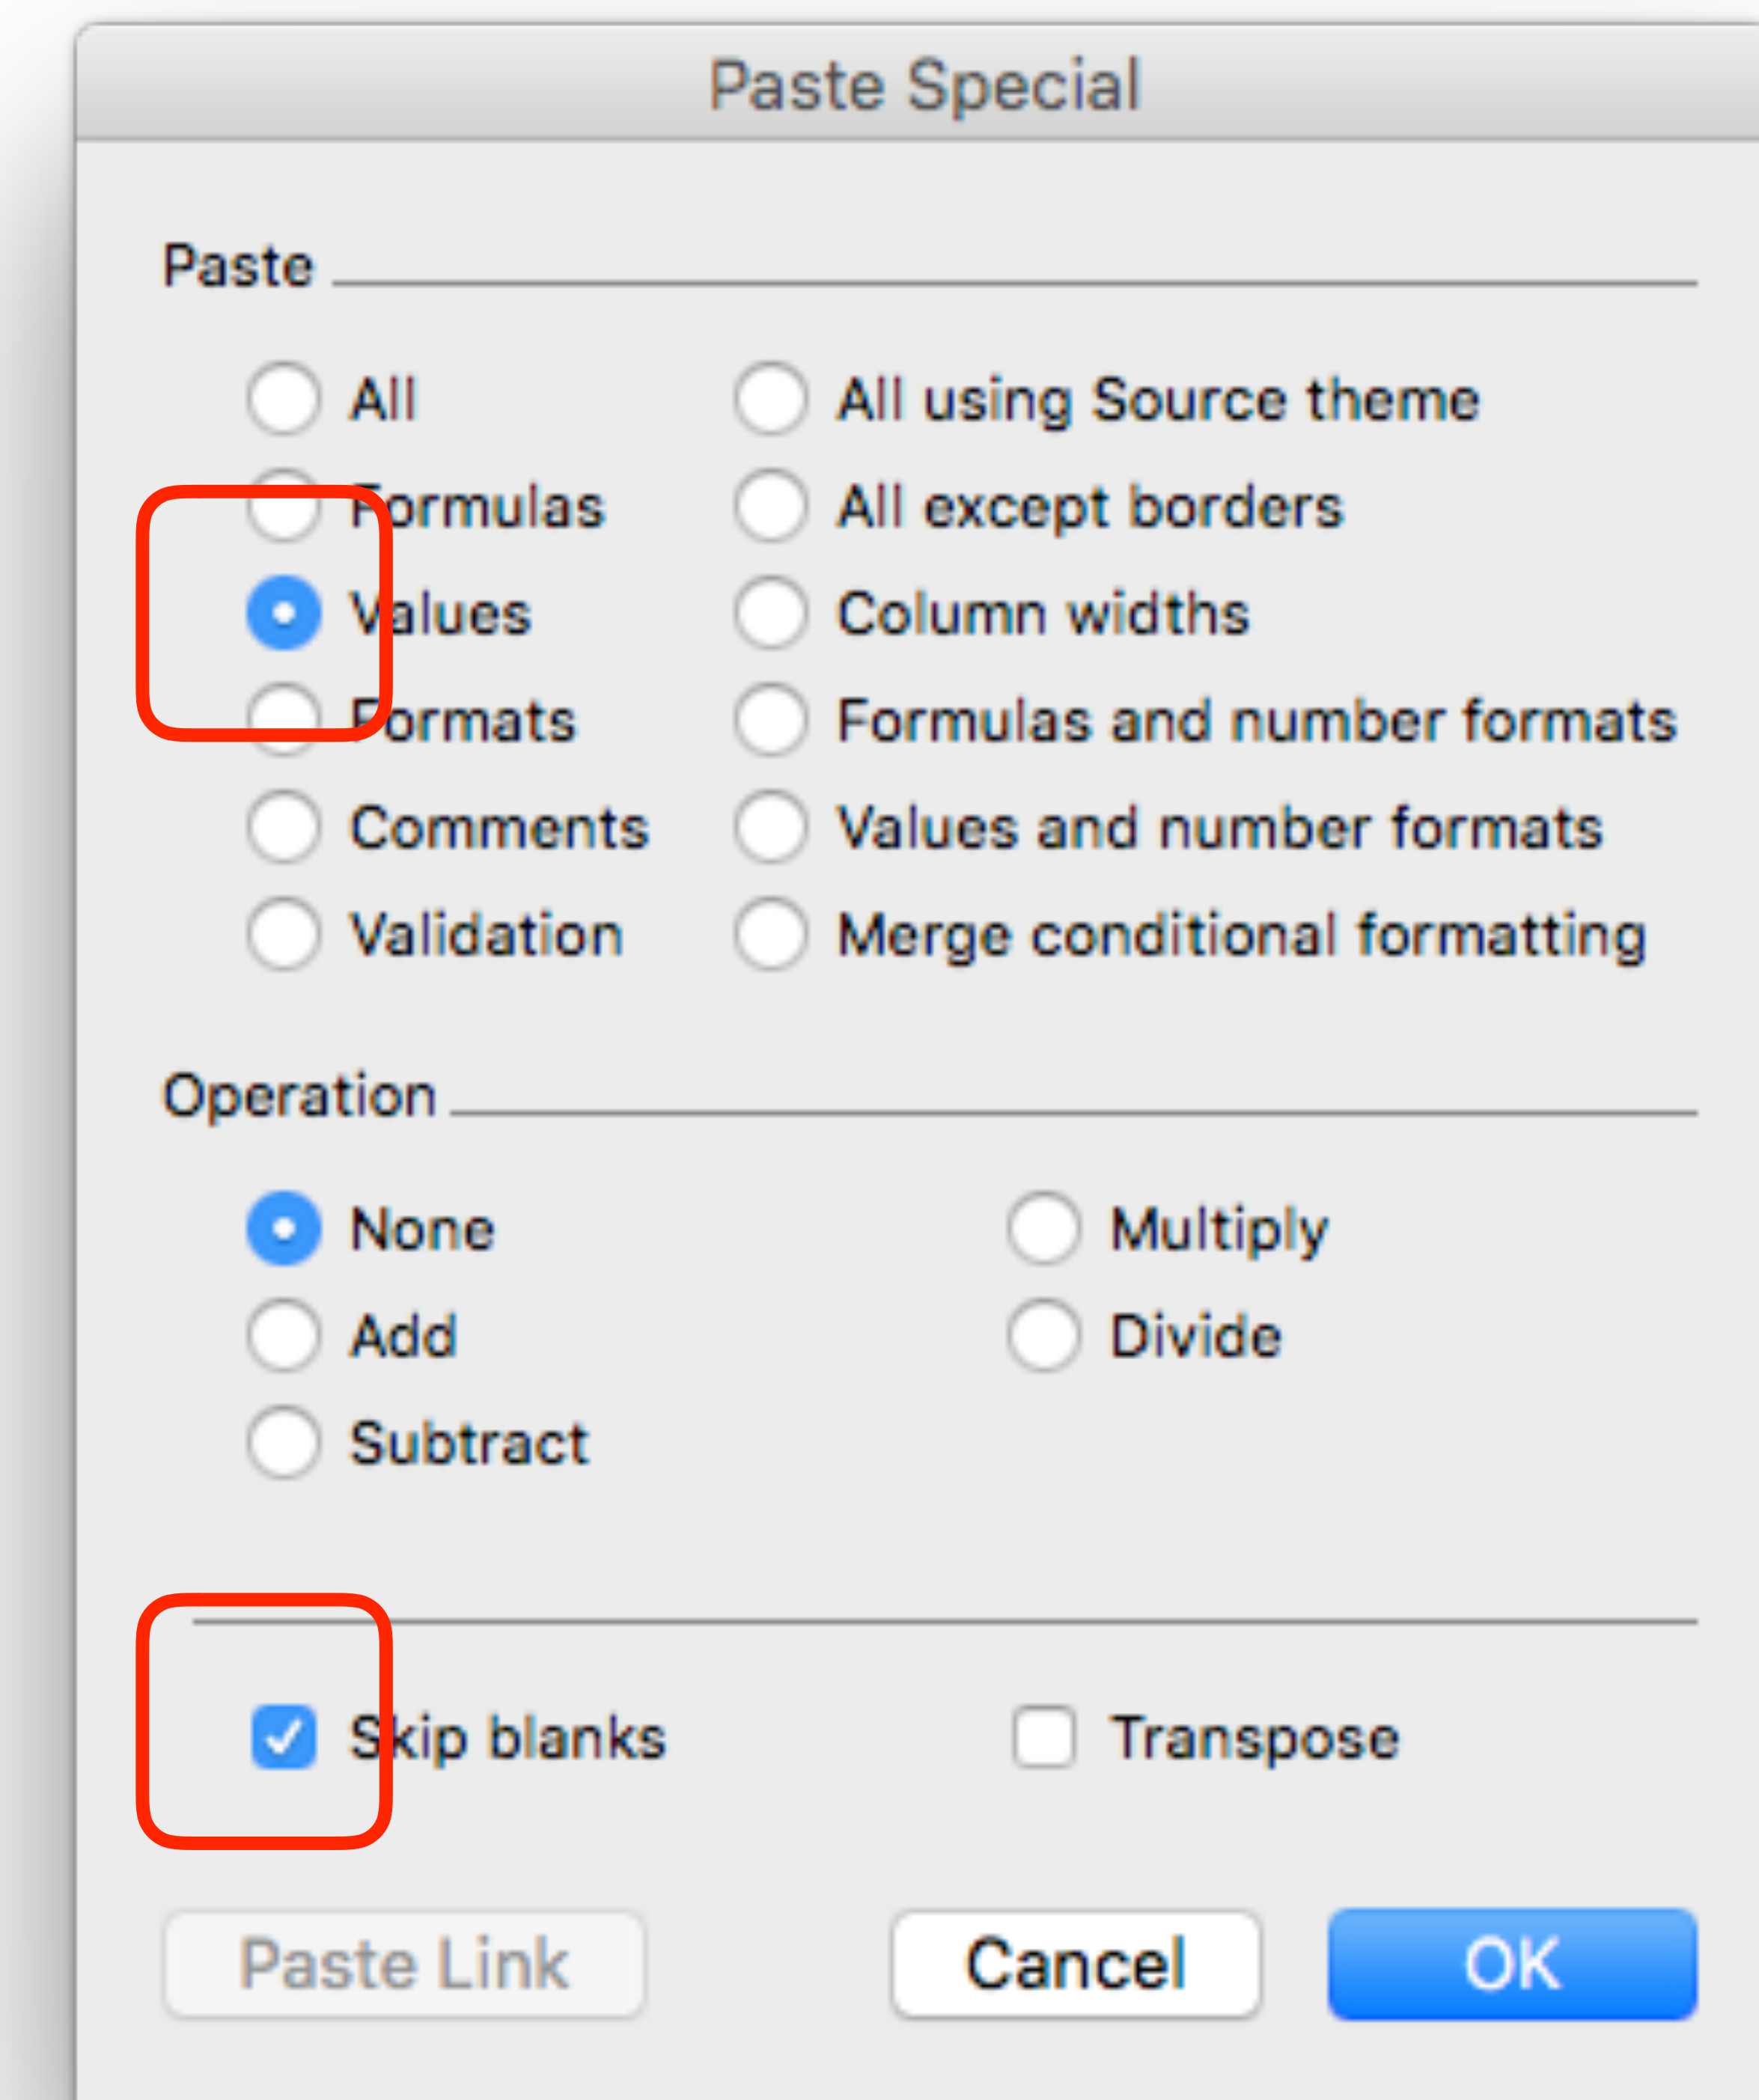 Paste Special
Paste
All
All using Source theme
Formulas
All except borders
Values
Column widths
Formats
Formulas and number formats
Comments
Values and number formats
Validation
Merge conditional formatting
Operation
None
Multiply
Add
Divide
Subtract
Skip blanks
Transpose
Paste Link
Cancel
OK